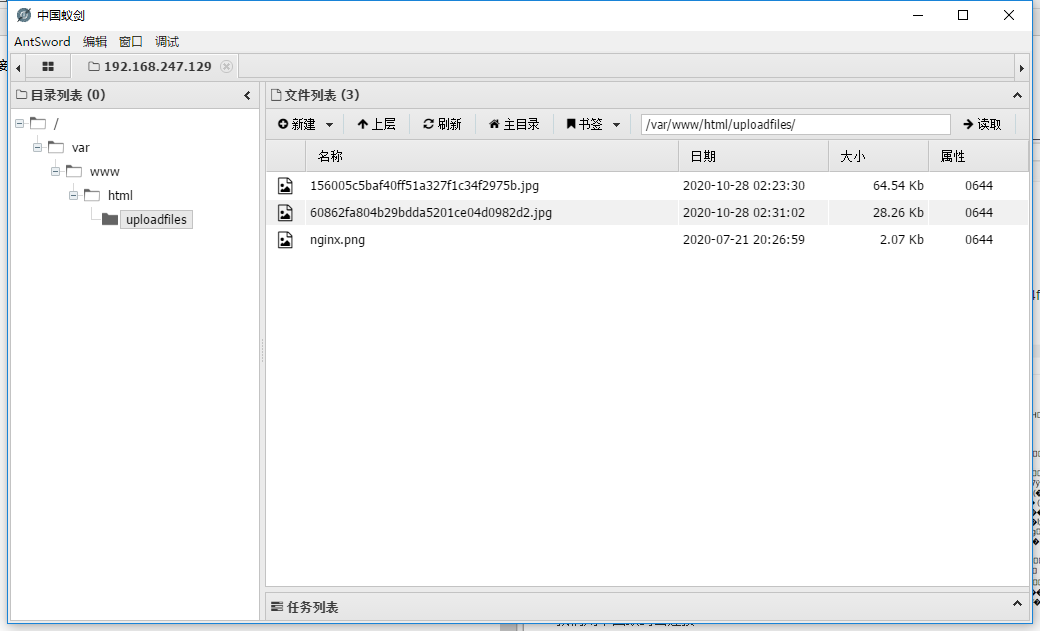 中国蚁剑
AntSword 编辑 窗口 调试
192.168.247.129
目录列表 (0)
文件列表 (3)
新建 上层 刷新 主目录 书签 /var/www/html/uploadfiles/ 读取
名称 日期 大小 属性
/
var
www
html
uploadfiles
156005c5baf40ff51a327f1c34f2975b.jpg 2020-10-28 02:23:30 64.54 Kb 0644
60862fa804b29bdda5201ce04d0982d2.jpg 2020-10-28 02:31:02 28.26 Kb 0644
nginx.png 2020-07-21 20:26:59 2.07 Kb 0644
任务列表